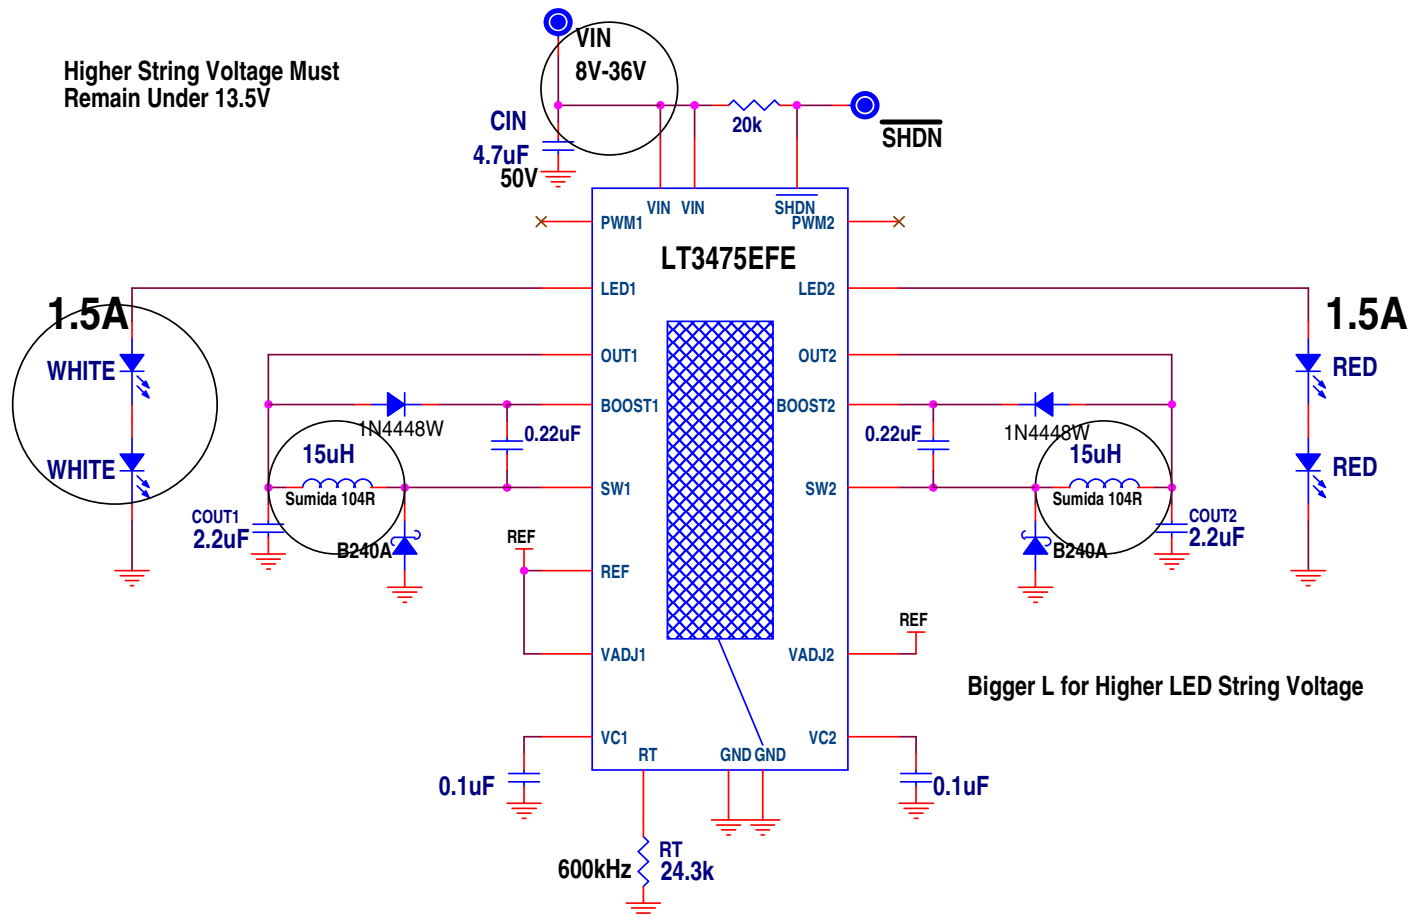 VIN
8V-36V
Higher String Voltage Must
Remain Under 13.5V
CIN
4.7uF
50V
20k
SHDN
VIN VIN SHDN
PWM1 PWM2
LT3475EFE
LED1 LED2
1.5A 1.5A
OUT1 OUT2
WHITE RED
BOOST1 BOOST2
1N4448W 0.22uF 0.22uF 1N4448W
15uH 15uH
WHITE RED
SW1 SW2
Sumida 104R Sumida 104R
COUT1 COUT2
2.2uF 2.2uF
B240A B240A
REF
REF
REF
VADJ1 VADJ2
Bigger L for Higher LED String Voltage
VC1 VC2
RT GND GND
0.1uF 0.1uF
RT
600kHz 24.3k